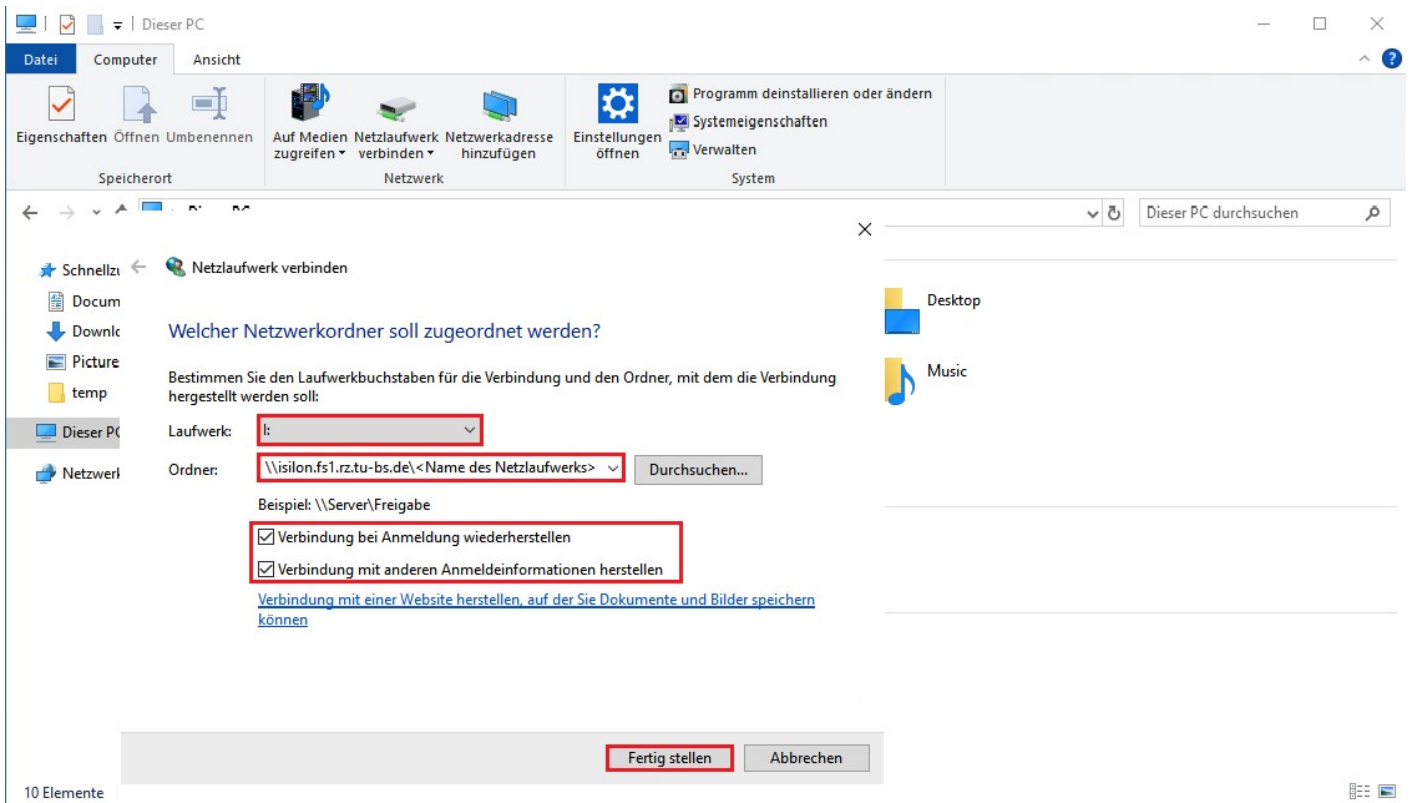 Dieser PC
Datei Computer Ansicht
Eigenschaften Öffnen Umbenennen
Auf Medien zugreifen
Netzlaufwerk verbinden
Netzwerkadresse hinzufügen
Einstellungen öffnen
Programm deinstallieren oder ändern
Systemeigenschaften
Verwalten
Speicherort Netzwerk System
Dieser PC durchsuchen
Schnellzu
Docum
Downlo
Picture
temp
Dieser PC
Netzwerk
Netzlaufwerk verbinden
Welcher Netzwerkordner soll zugeordnet werden?
Bestimmen Sie den Laufwerkbuchstaben für die Verbindung und den Ordner, mit dem die Verbindung
hergestellt werden soll:
Laufwerk: I:
Ordner: \\isilon.fs1.rz.tu-bs.de\<Name des Netzlaufwerks> Durchsuchen...
Beispiel: \\Server\Freigabe
Verbindung bei Anmeldung wiederherstellen
Verbindung mit anderen Anmeldeinformationen herstellen
Verbindung mit einer Website herstellen, auf der Sie Dokumente und Bilder speichern
können
Fertig stellen Abbrechen
Desktop
Music
10 Elemente